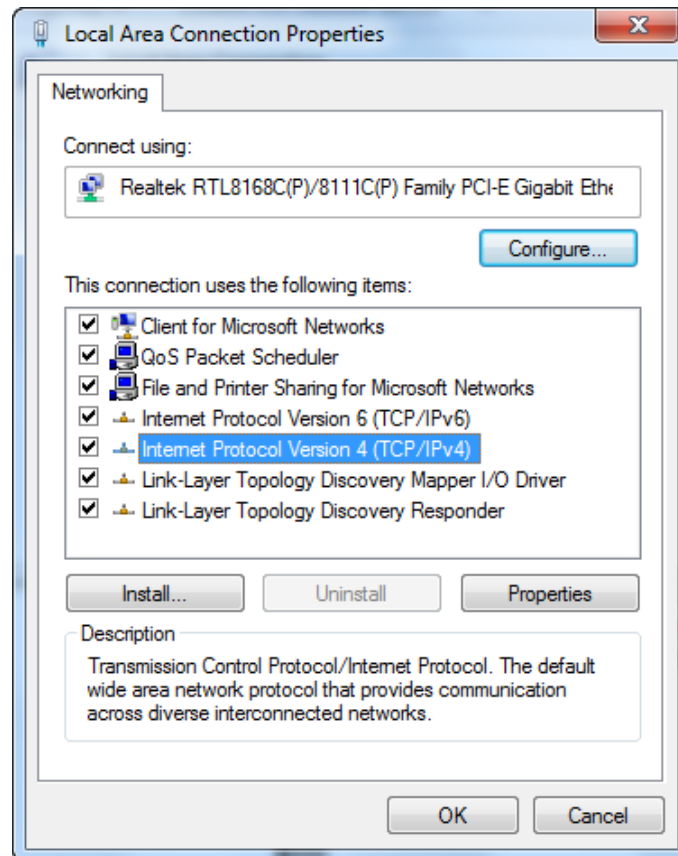 Local Area Connection Properties
Networking
Connect using:
Realtek RTL8168C(P)/8111C(P) Family PCI-E Gigabit Ethe
Configure...
This connection uses the following items:
Client for Microsoft Networks
QoS Packet Scheduler
File and Printer Sharing for Microsoft Networks
Internet Protocol Version 6 (TCP/IPv6)
Internet Protocol Version 4 (TCP/IPv4)
Link-Layer Topology Discovery Mapper I/O Driver
Link-Layer Topology Discovery Responder
Install... Uninstall Properties
Description
Transmission Control Protocol/Internet Protocol. The default
wide area network protocol that provides communication
across diverse interconnected networks.
OK Cancel